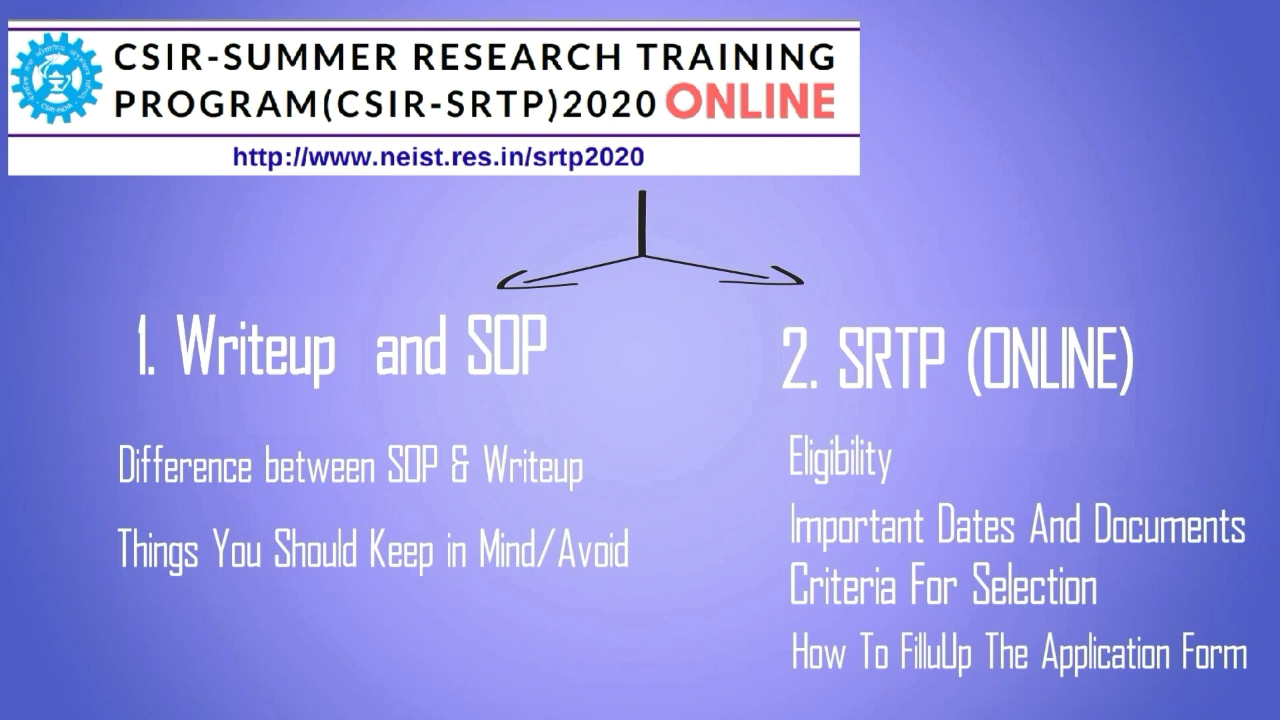 CSIR-SUMMER RESEARCH TRAINING
PROGRAM(CSIR-SRTP)2020 ONLINE
http://www.neist.res.in/srtp2020
1. Writeup and SOP
Difference between SOP & Writeup
Things You Should Keep in Mind/Avoid
2. SRTP (ONLINE)
Eligibility
Important Dates And Documents
Criteria For Selection
How To FilluUp The Application Form